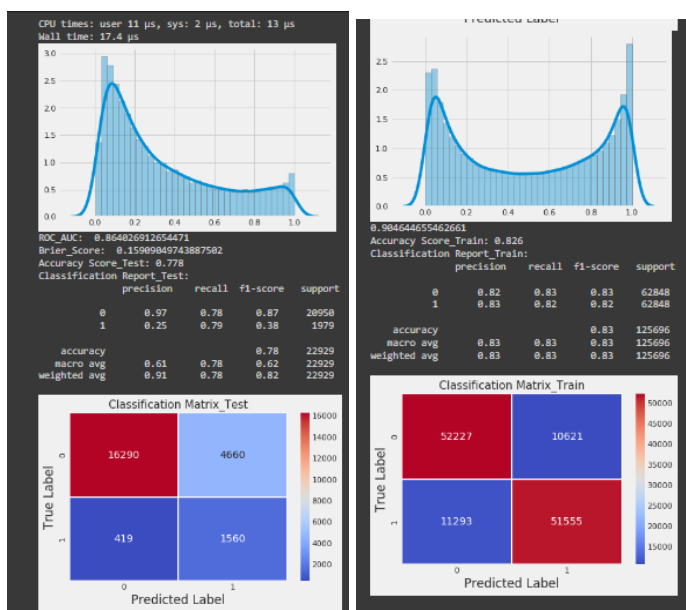 CPU times: user 11 µs, sys: 2 µs, total: 13 µs
Wall time: 17.4 µs
3.0
2.5
2.0
1.5
1.0
0.5
0.0
0.0 0.2 0.4 0.6 0.8 1.0
ROC_AUC: 0.864026912654471
Brier_Score: 0.15909049743887502
Accuracy Score_Test: 0.778
Classification Report_Test:
precision recall f1-score support
0 0.97 0.78 0.87 20950
1 0.25 0.79 0.38 1979
accuracy 0.78 22929
macro avg 0.61 0.78 0.62 22929
weighted avg 0.91 0.78 0.82 22929
Classification Matrix_Test
True Label
0
1
16290 4660
419 1560
0 1
Predicted Label
16000
14000
12000
10000
8000
6000
4000
2000
Predicted Label
2.5
2.0
1.5
1.0
0.5
0.0
0.0 0.2 0.4 0.6 0.8 1.0
0.904644655462661
Accuracy Score_Train: 0.826
Classification Report_Train:
precision recall f1-score support
0 0.82 0.83 0.83 62848
1 0.83 0.82 0.82 62848
accuracy 0.83 125696
macro avg 0.83 0.83 0.83 125696
weighted avg 0.83 0.83 0.83 125696
Classification Matrix_Train
True Label
0
1
52227 10621
11293 51555
0 1
Predicted Label
50000
45000
40000
35000
30000
25000
20000
15000